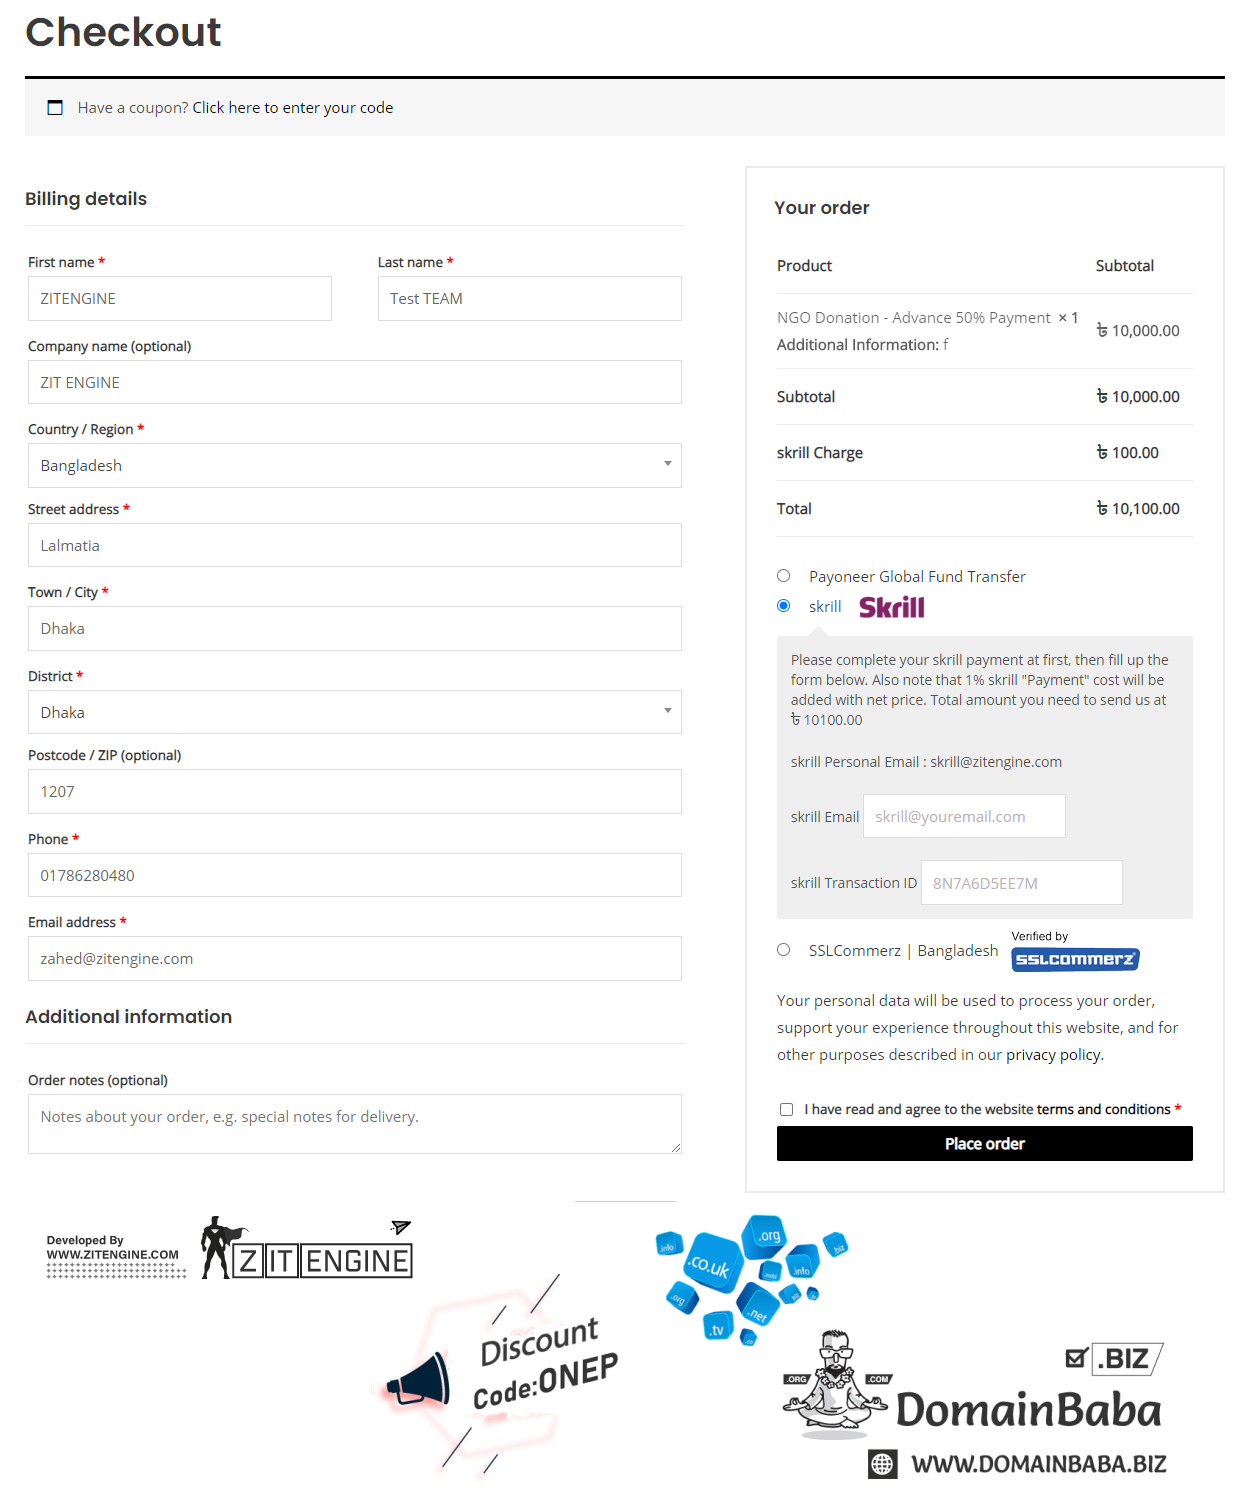 Checkout
Have a coupon? Click here to enter your code
Billing details
First name *
Last name *
ZITENGINE
Test TEAM
Company name (optional)
ZIT ENGINE
Country / Region *
Bangladesh
Street address *
Lalmatia
Town / City *
Dhaka
District *
Dhaka
Postcode / ZIP (optional)
1207
Phone *
01786280480
Email address *
zahed@zitengine.com
Additional information
Order notes (optional)
Notes about your order, e.g. special notes for delivery.
Your order
Product Subtotal
NGO Donation - Advance 50% Payment × 1
Additional Information: f
৳ 10,000.00
Subtotal ৳ 10,000.00
skrill Charge ৳ 100.00
Total ৳ 10,100.00
Payoneer Global Fund Transfer
skrill Skrill
Please complete your skrill payment at first, then fill up the
form below. Also note that 1% skrill "Payment" cost will be
added with net price. Total amount you need to send us at
৳ 10100.00
skrill Personal Email : skrill@zitengine.com
skrill Email skrill@youremail.com
skrill Transaction ID 8N7A6D5EE7M
Verified by
SSLCommerz | Bangladesh SSLCOMMERZ
Your personal data will be used to process your order,
support your experience throughout this website, and for
other purposes described in our privacy policy.
I have read and agree to the website terms and conditions *
Place order
Developed By
WWW.ZITENGINE.COM
ZIT ENGINE
.info
.org
.biz
.co.uk
.info
.org
.net
.tv
Discount
Code:ONEP
.BIZ
.ORG
.COM
DomainBaba
WWW.DOMAINBABA.BIZ